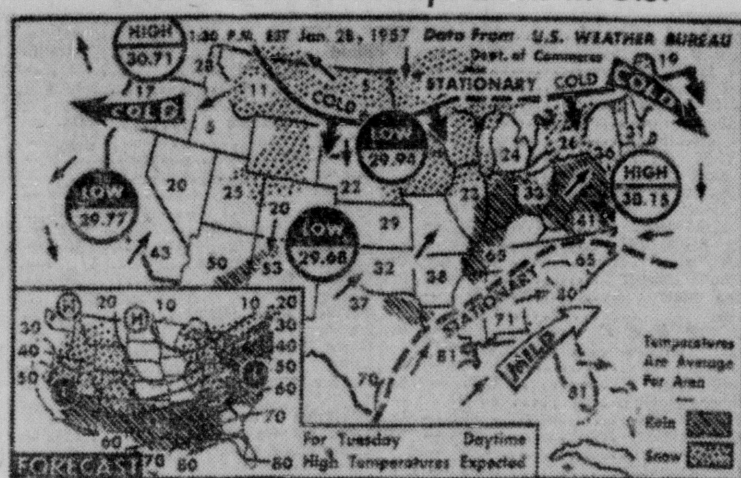 HIGH
30.71
1:30 P.M. EST Jan. 28, 1957 Data From U.S. WEATHER BUREAU
Dept. of Commerce
STATIONARY COLD
COLD
19
28
17
COLD
11
5
COLD
5
LOW
29.94
24
26
31
36
HIGH
30.15
20
25
22
23
33
41
LOW
29.77
20
LOW
29.68
29
43
50
53
32
38
65
65
37
STATIONARY
80
71
MILD
81
70
81
Temperatures
Are Average
For Area
Rain
Snow
H
20
H
10
10
20
30
30
40
40
50
50
60
60
70
70
80
80
For Tuesday Daytime
High Temperatures Expected
FORECAST